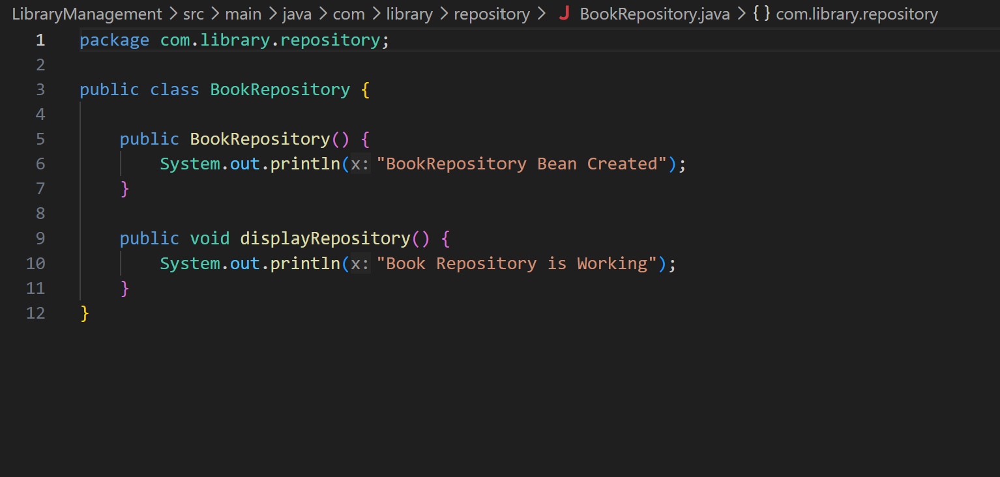 LibraryManagement > src > main > java > com > library > repository > J BookRepository.java > {} com.library.repository
1 package com.library.repository;
2
3 public class BookRepository {
4
5     public BookRepository() {
6         System.out.println(x: "BookRepository Bean Created");
7     }
8
9     public void displayRepository() {
10         System.out.println(x: "Book Repository is Working");
11     }
12 }